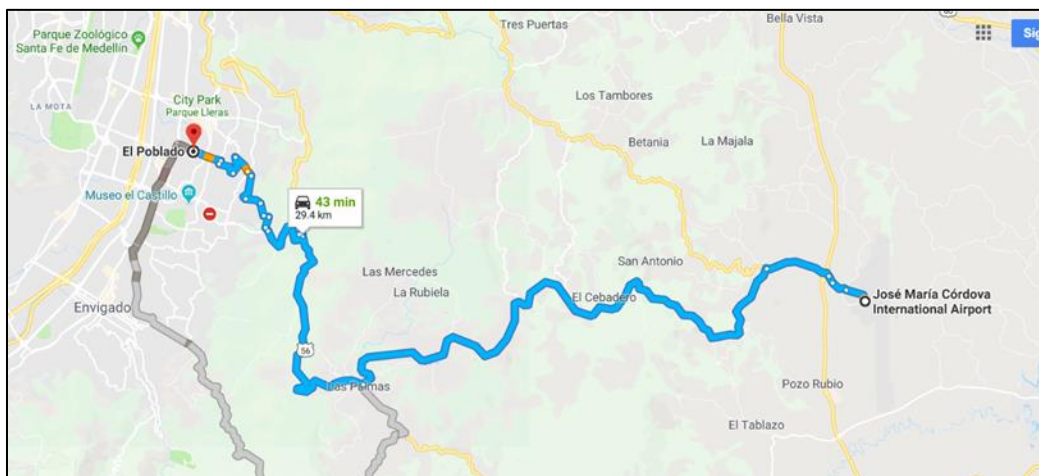 Parque Zoológico
Santa Fe de Medellín
LA MOTA
City Park
Parque Lleras
El Poblado
Museo el Castillo
Envigado
43 min
29.4 km
Tres Puertas
Bella Vista
Sig
Los Tambores
Betania
La Majala
Las Mercedes
La Rubiela
San Antonio
El Cebadero
José María Córdova
International Airport
56
Las Palmas
Pozo Rubio
El Tablazo